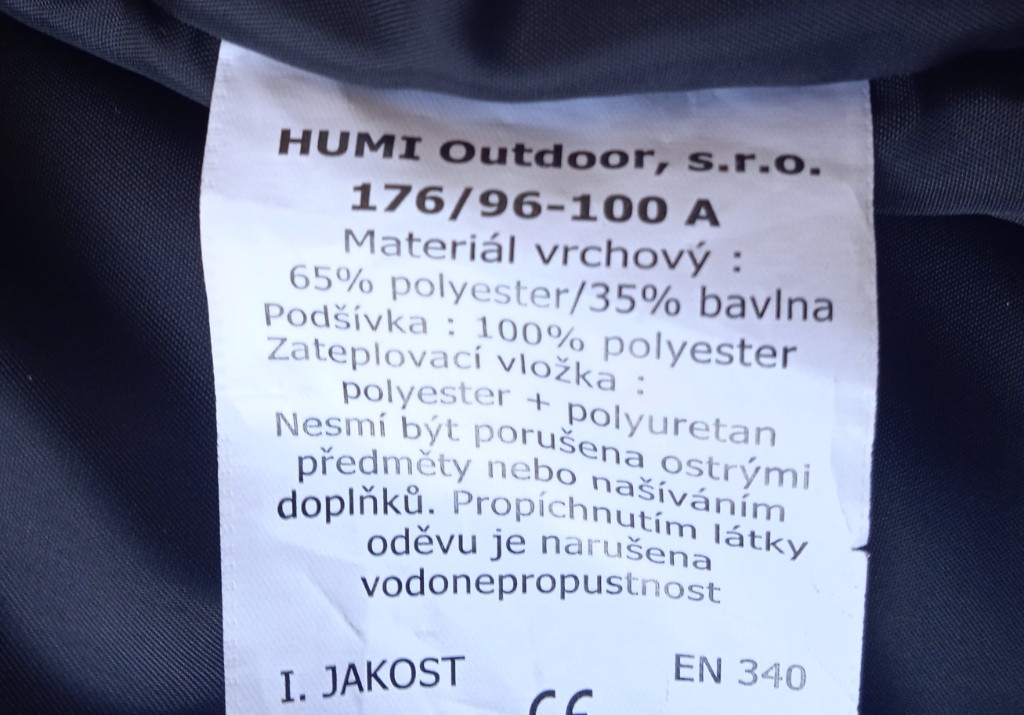 HUMI Outdoor, s.r.o.
176/96-100 A
Materiál vrchový :
65% polyester/35% bavlna
Podšívka : 100% polyester
Zateplovací vložka :
polyester + polyuretan
Nesmí být porušena ostrými
předměty nebo našíváním
doplňků. Propíchnutím látky
oděvu je narušena
vodonepropustnost
I. JAKOST EN 340
CE